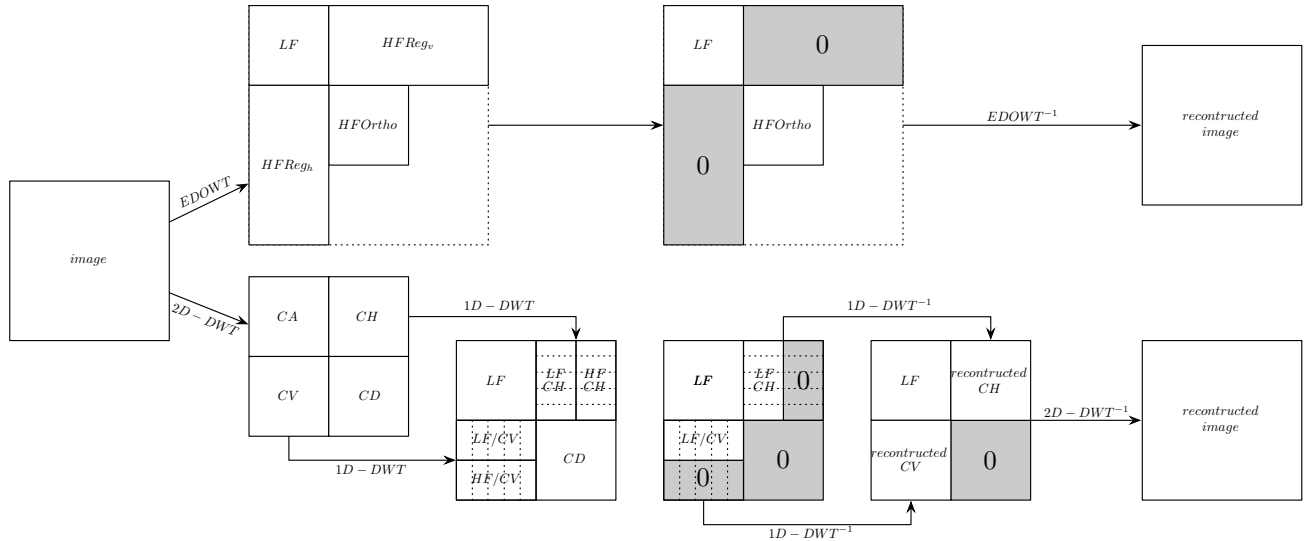 LF
HFReg_v
HFOrtho
HFReg_h
EDOWT
image
2D - DWT
LF
0
HFOrtho
0
EDOWT^{-1}
recontructed
image
CA
CH
CV
CD
1D - DWT
1D - DWT
LF
LF
CH
HF
CH
LF/CV
HF/CV
CD
LF
LF
CH
0
LF/CV
0
0
1D - DWT^{-1}
1D - DWT^{-1}
LF
recontructed
CH
recontructed
CV
0
2D - DWT^{-1}
recontructed
image